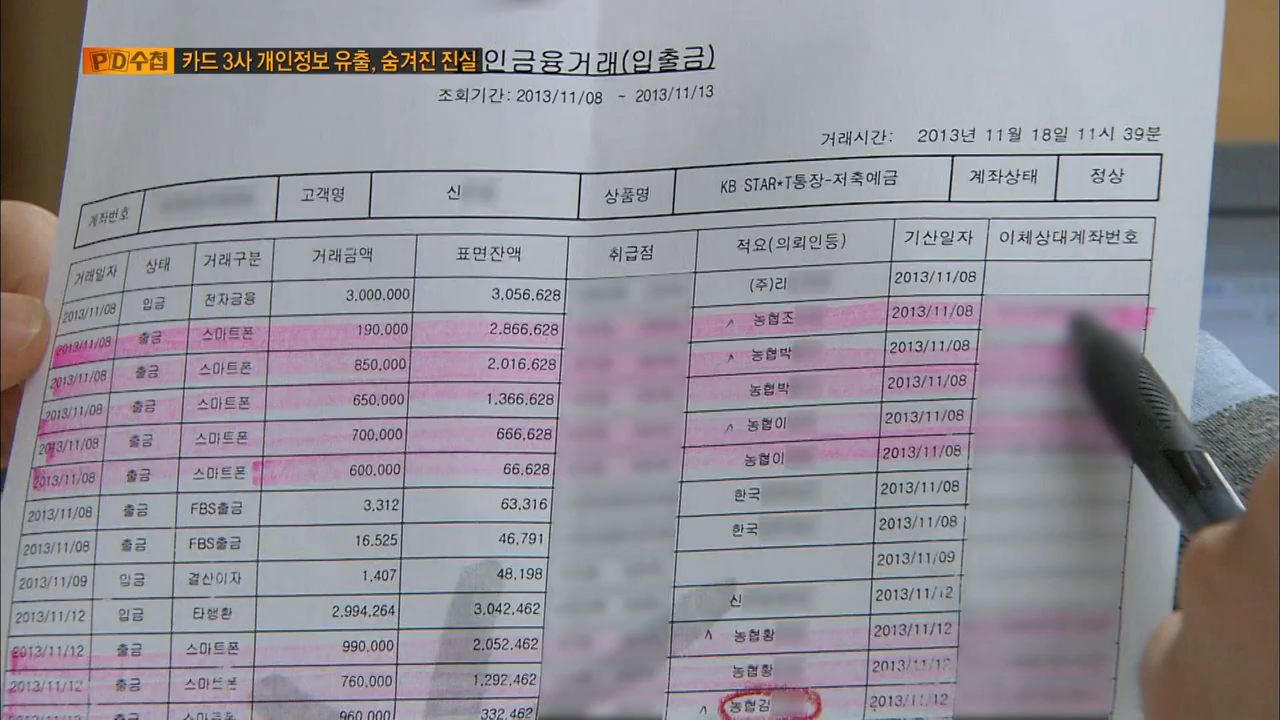 PD수첩 카드 3사 개인정보 유출, 숨겨진 진실
인금융거래(입출금)
조회기간: 2013/11/08 ~ 2013/11/13
거래시간: 2013년 11월 18일 11시 39분
계좌번호 고객명 신 상품명 KB STAR*T통장-저축예금 계좌상태 정상
거래일자 상태 거래구분 거래금액 표면잔액 취급점 적요(의뢰인등) 기산일자 이체상대계좌번호
2013/11/08 입금 전자금융 3,000,000 3,056,628 (주)리 2013/11/08
2013/11/08 출금 스마트폰 190,000 2,866,628 ^ 농협조 2013/11/08
2013/11/08 출금 스마트폰 850,000 2,016,628 ^ 농협박 2013/11/08
2013/11/08 출금 스마트폰 650,000 1,366,628 농협박 2013/11/08
2013/11/08 출금 스마트폰 700,000 666,628 ^ 농협이 2013/11/08
2013/11/08 출금 스마트폰 600,000 66,628 농협이 2013/11/08
2013/11/08 출금 FBS출금 3,312 63,316 한국 2013/11/08
2013/11/08 출금 FBS출금 16,525 46,791 한국 2013/11/08
2013/11/09 입금 결산이자 1,407 48,198 2013/11/09
2013/11/12 입금 타행환 2,994,264 3,042,462 신 2013/11/12
2013/11/12 출금 스마트폰 990,000 2,052,462 ^ 농협황 2013/11/12
2013/11/12 출금 스마트폰 760,000 1,292,462 농협황 2013/11/12
2013/11/12 출금 스마트폰 960,000 332,462 ^ 농협김 2013/11/12